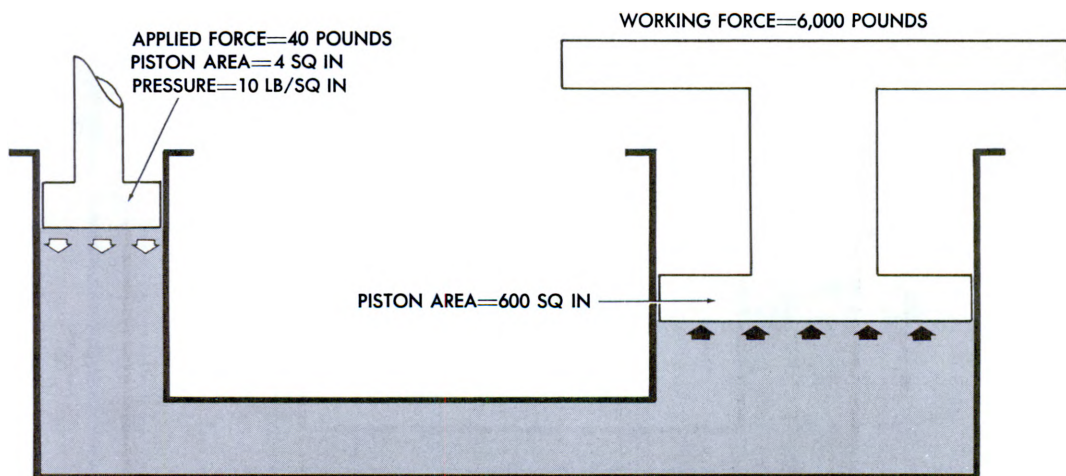 APPLIED FORCE=40 POUNDS
PISTON AREA=4 SQ IN
PRESSURE=10 LB/SQ IN
WORKING FORCE=6,000 POUNDS
PISTON AREA=600 SQ IN